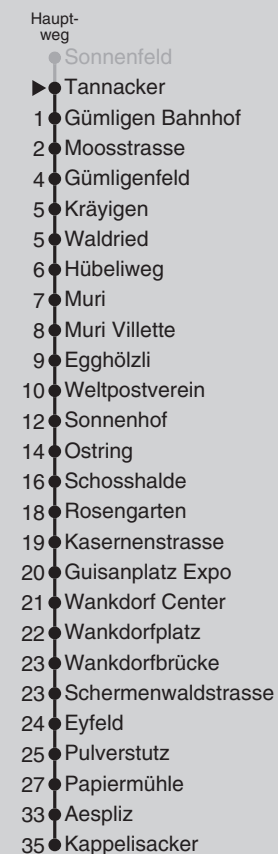 Haupt-
weg
Sonnenfeld
Tannacker
1 Gümligen Bahnhof
2 Moosstrasse
4 Gümligenfeld
5 Kräyigen
5 Waldried
6 Hübeliweg
7 Muri
8 Muri Villette
9 Egghölzli
10 Weltpostverein
12 Sonnenhof
14 Ostring
16 Schosshalde
18 Rosengarten
19 Kasernenstrasse
20 Guisanplatz Expo
21 Wankdorf Center
22 Wankdorfplatz
23 Wankdorfbrücke
23 Schermenwaldstrasse
24 Eyfeld
25 Pulverstutz
27 Papiermühle
33 Aespliz
35 Kappelisacker